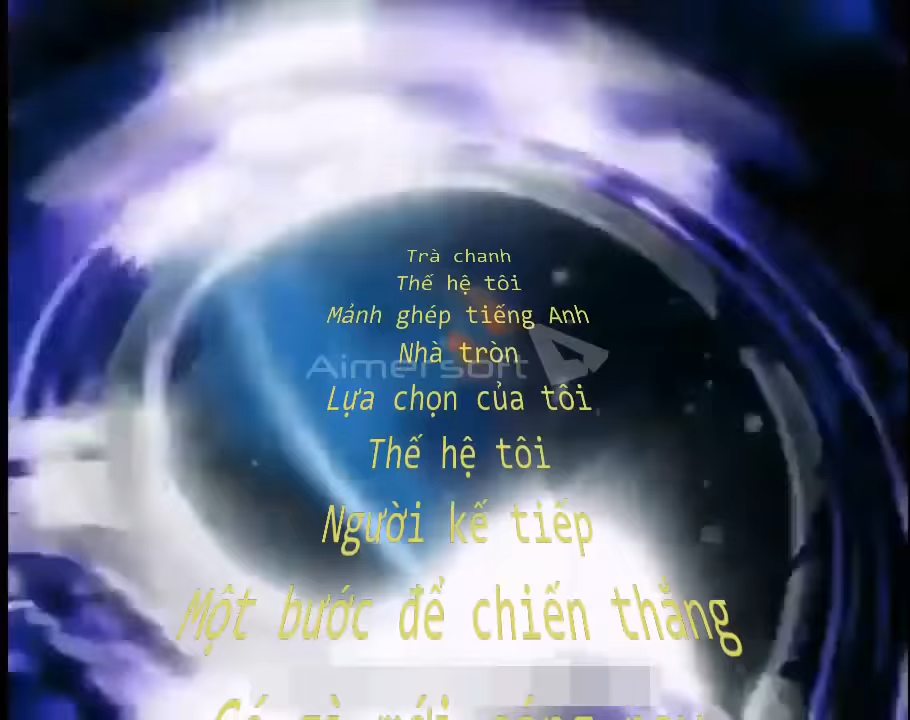 Trà chanh
Thế hệ tôi
Mảnh ghép tiếng Anh
Nhà tròn
Aimersoft
Lựa chọn của tôi
Thế hệ tôi
Người kế tiếp
Một bước để chiến thắng